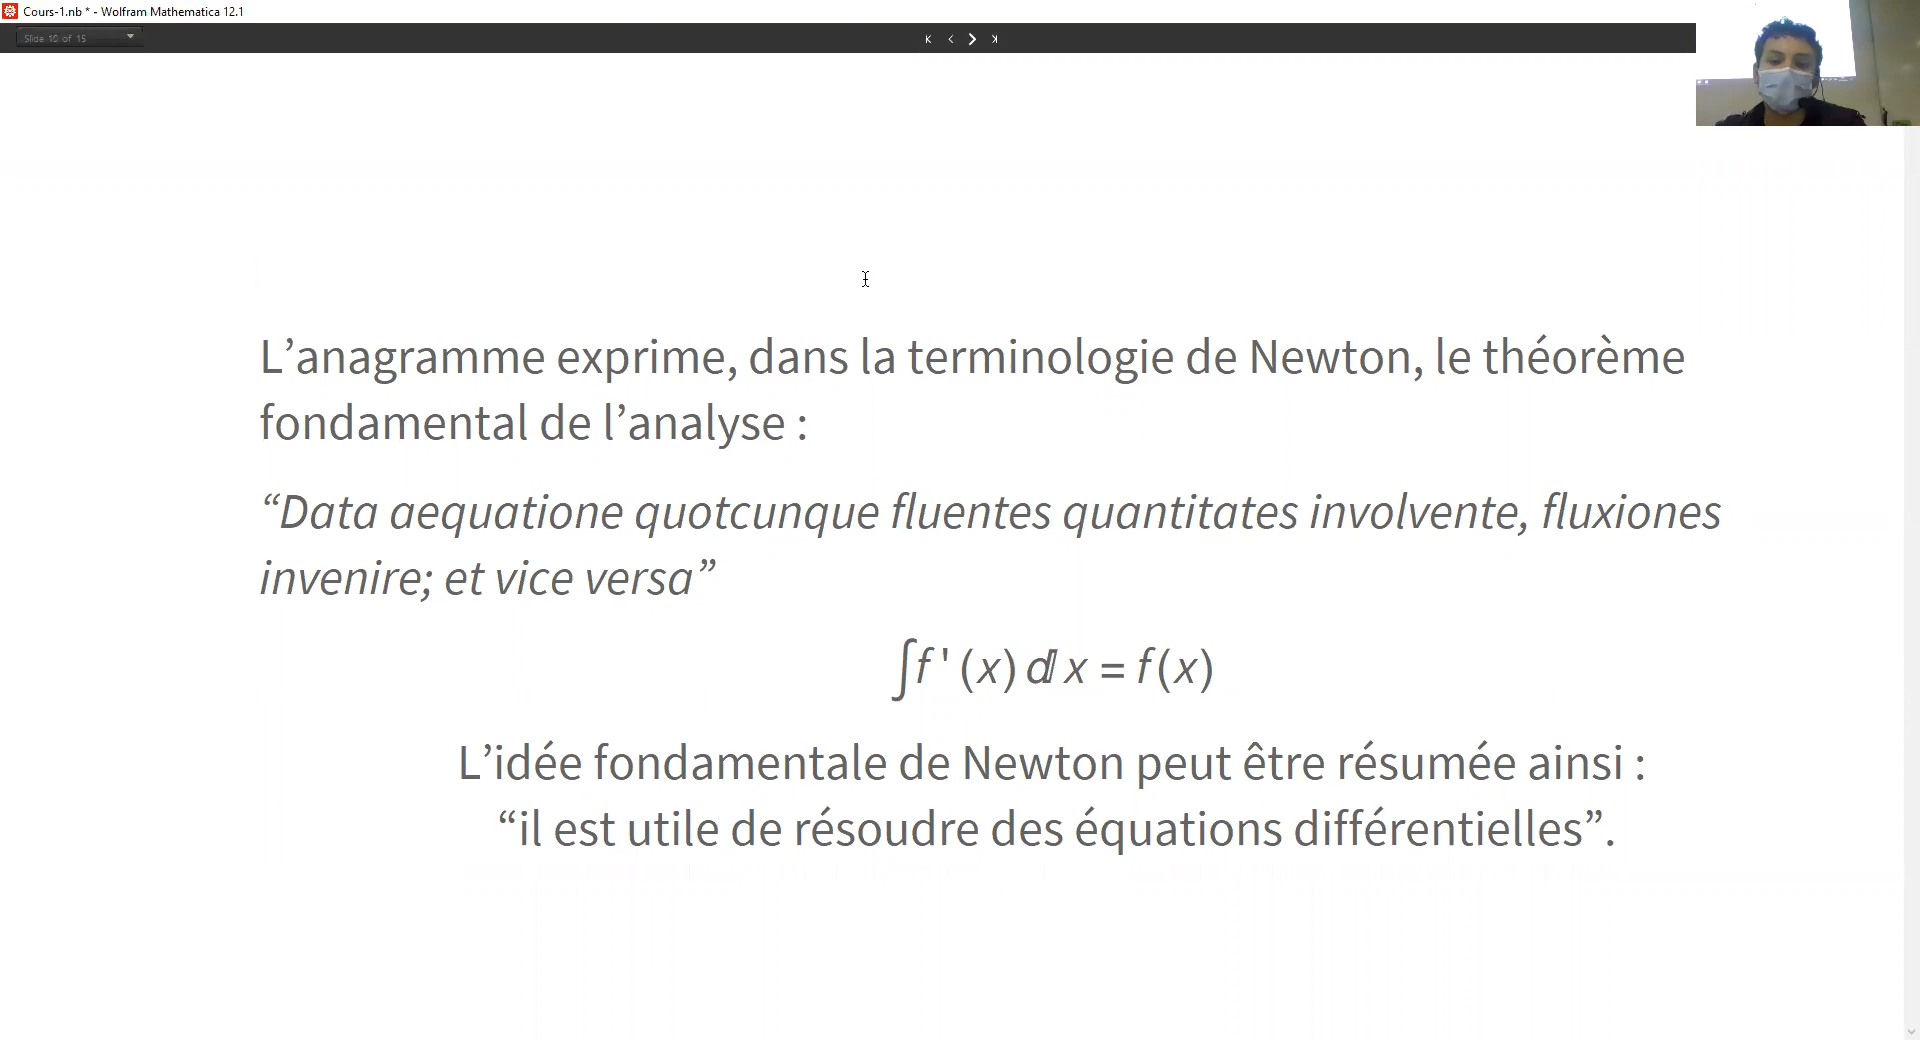 Cours-1.nb * - Wolfram Mathematica 12.1
Slide 10 of 15
L’anagramme exprime, dans la terminologie de Newton, le théorème
fondamental de l’analyse :
“Data aequatione quotcunque fluentes quantitates involvente, fluxiones
invenire; et vice versa”
∫f '(x) ⅆx = f(x)
L’idée fondamentale de Newton peut être résumée ainsi :
“il est utile de résoudre des équations différentielles”.